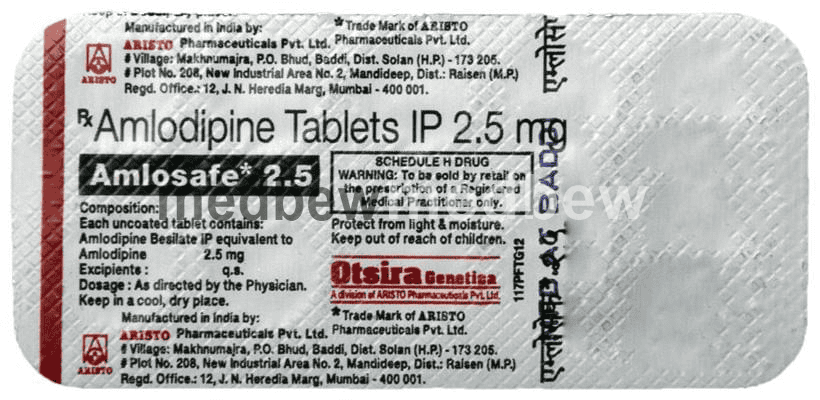 Manufactured in India by:
ARISTO Pharmaceuticals Pvt. Ltd.
*Trade Mark of ARISTO
Pharmaceuticals Pvt. Ltd.
# Village: Makhnumajra, P.O. Bhud, Baddi, Dist. Solan (H.P.) - 173 205.
# Plot No. 208, New Industrial Area No. 2, Mandideep, Dist.: Raisen (M.P.)
Regd. Office.: 12, J. N. Heredia Marg, Mumbai - 400 001.
ARISTO
Rx Amlodipine Tablets IP 2.5 mg
Amlosafe* 2.5
SCHEDULE H DRUG
WARNING: To be sold by retail on
the prescription of a Registered
Medical Practitioner only.
Composition:
Each uncoated tablet contains:
Amlodipine Besilate IP equivalent to
Amlodipine 2.5 mg
Excipients : q.s.
Dosage : As directed by the Physician.
Keep in a cool, dry place.
Protect from light & moisture.
Keep out of reach of children.
Otsira Genetica
A division of ARISTO Pharmaceuticals Pvt. Ltd.
117PFTG12
Manufactured in India by:
ARISTO Pharmaceuticals Pvt. Ltd.
*Trade Mark of ARISTO
Pharmaceuticals Pvt. Ltd.
# Village: Makhnumajra, P.O. Bhud, Baddi, Dist. Solan (H.P.) - 173 205.
# Plot No. 208, New Industrial Area No. 2, Mandideep, Dist.: Raisen (M.P.)
Regd. Office.: 12, J. N. Heredia Marg, Mumbai - 400 001.
ARISTO
BADDI